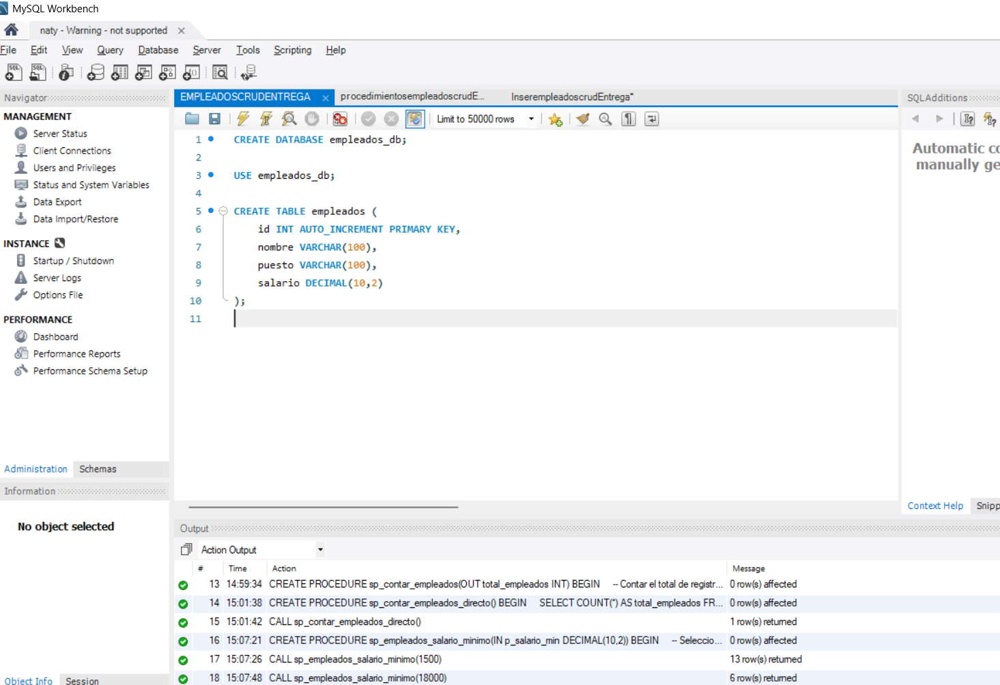 MySQL Workbench
naty - Warning - not supported
File Edit View Query Database Server Tools Scripting Help
Navigator
MANAGEMENT
Server Status
Client Connections
Users and Privileges
Status and System Variables
Data Export
Data Import/Restore
INSTANCE
Startup / Shutdown
Server Logs
Options File
PERFORMANCE
Dashboard
Performance Reports
Performance Schema Setup
Administration Schemas
Information
No object selected
Object Info Session
EMPLEADOSCRUDENTREGA procedimientosempleadoscrudE... InserempleadoscrudEntrega*
Limit to 50000 rows
1 CREATE DATABASE empleados_db;
2
3 USE empleados_db;
4
5 CREATE TABLE empleados (
6 id INT AUTO_INCREMENT PRIMARY KEY,
7 nombre VARCHAR(100),
8 puesto VARCHAR(100),
9 salario DECIMAL(10,2)
10 );
11
SQLAdditions
Automatic co
manually ge
Context Help Snipp
Output
Action Output
# Time Action Message
13 14:59:34 CREATE PROCEDURE sp_contar_empleados(OUT total_empleados INT) BEGIN -- Contar el total de registr... 0 row(s) affected
14 15:01:38 CREATE PROCEDURE sp_contar_empleados_directo() BEGIN SELECT COUNT(*) AS total_empleados FR... 0 row(s) affected
15 15:01:42 CALL sp_contar_empleados_directo() 1 row(s) returned
16 15:07:21 CREATE PROCEDURE sp_empleados_salario_minimo(IN p_salario_min DECIMAL(10,2)) BEGIN -- Seleccio... 0 row(s) affected
17 15:07:26 CALL sp_empleados_salario_minimo(1500) 13 row(s) returned
18 15:07:48 CALL sp_empleados_salario_minimo(18000) 6 row(s) returned